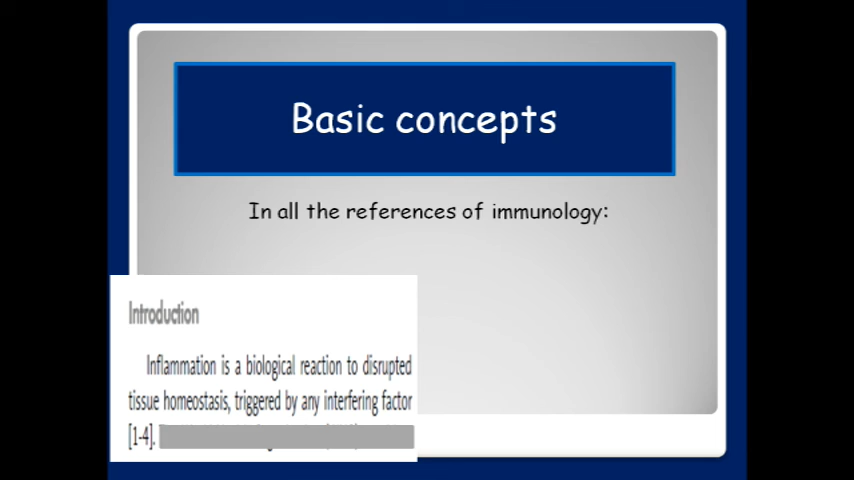 Basic concepts
In all the references of immunology:
Introduction
Inflammation is a biological reaction to disrupted
tissue homeostasis, triggered by any interfering factor
[1-4].